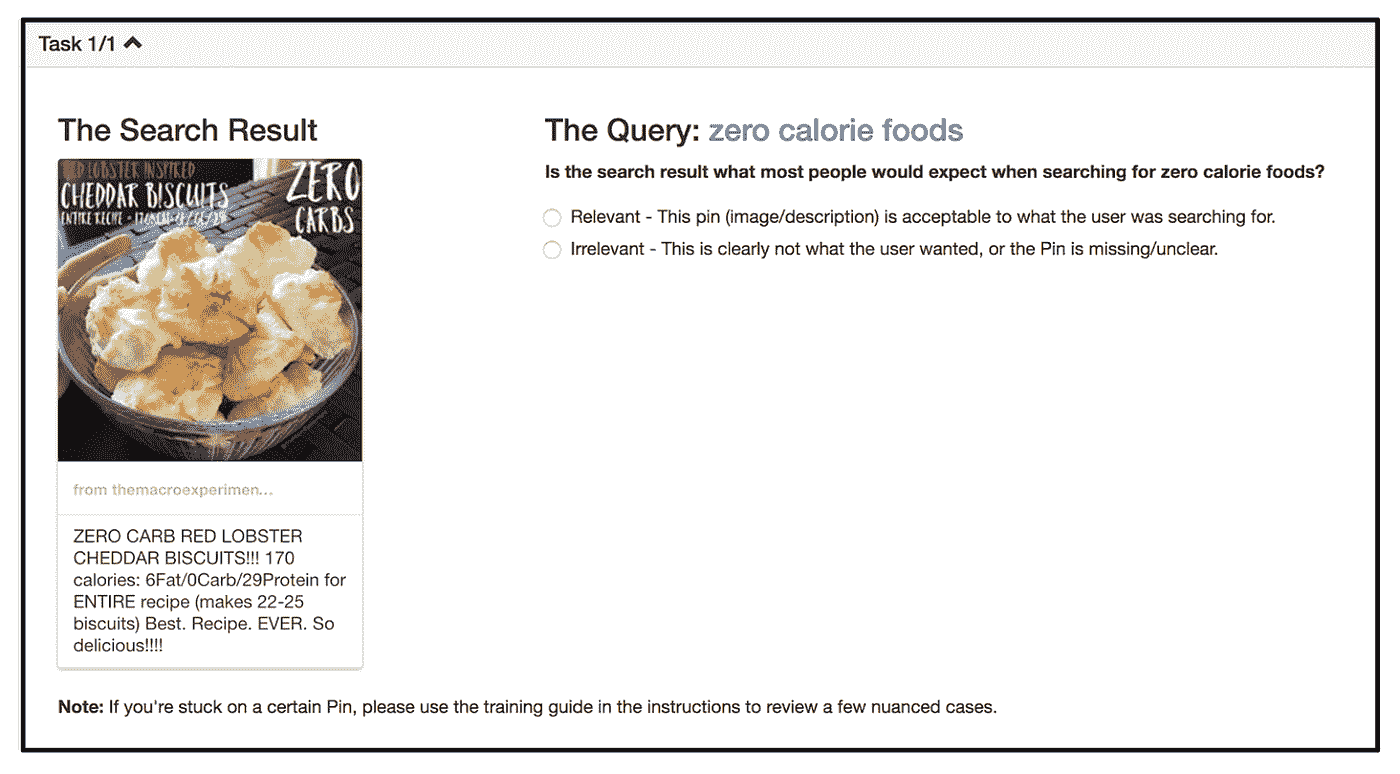 Task 1/1
The Search Result
RED LOBSTER INSPIRED
CHEDDAR BISCUITS
ENTIRE RECIPE
ZERO
CARBS
from themacroexperimen...
ZERO CARB RED LOBSTER
CHEDDAR BISCUITS!!! 170
calories: 6Fat/0Carb/29Protein for
ENTIRE recipe (makes 22-25
biscuits) Best. Recipe. EVER. So
delicious!!!!
The Query: zero calorie foods
Is the search result what most people would expect when searching for zero calorie foods?
Relevant - This pin (image/description) is acceptable to what the user was searching for.
Irrelevant - This is clearly not what the user wanted, or the Pin is missing/unclear.
Note: If you're stuck on a certain Pin, please use the training guide in the instructions to review a few nuanced cases.